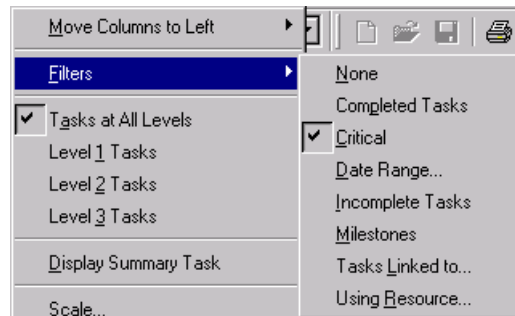 Move Columns to Left
Filters
Tasks at All Levels
Level 1 Tasks
Level 2 Tasks
Level 3 Tasks
Display Summary Task
Scale...
None
Completed Tasks
Critical
Date Range...
Incomplete Tasks
Milestones
Tasks Linked to...
Using Resource...